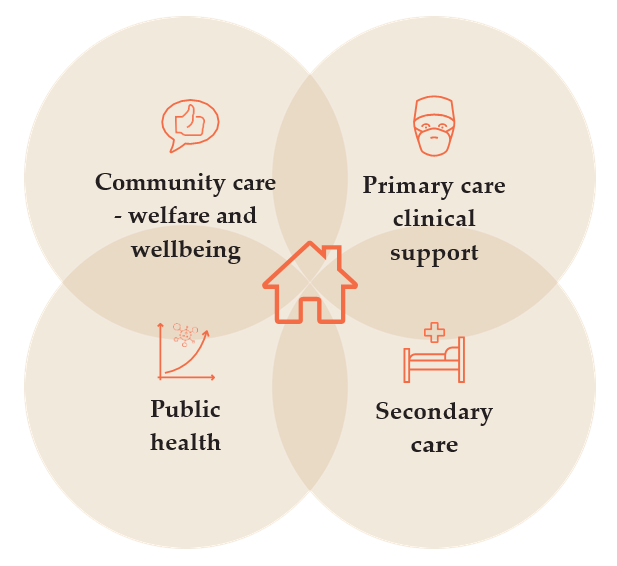 Community care
- welfare and
wellbeing
Primary care
clinical
support
Public
health
Secondary
care